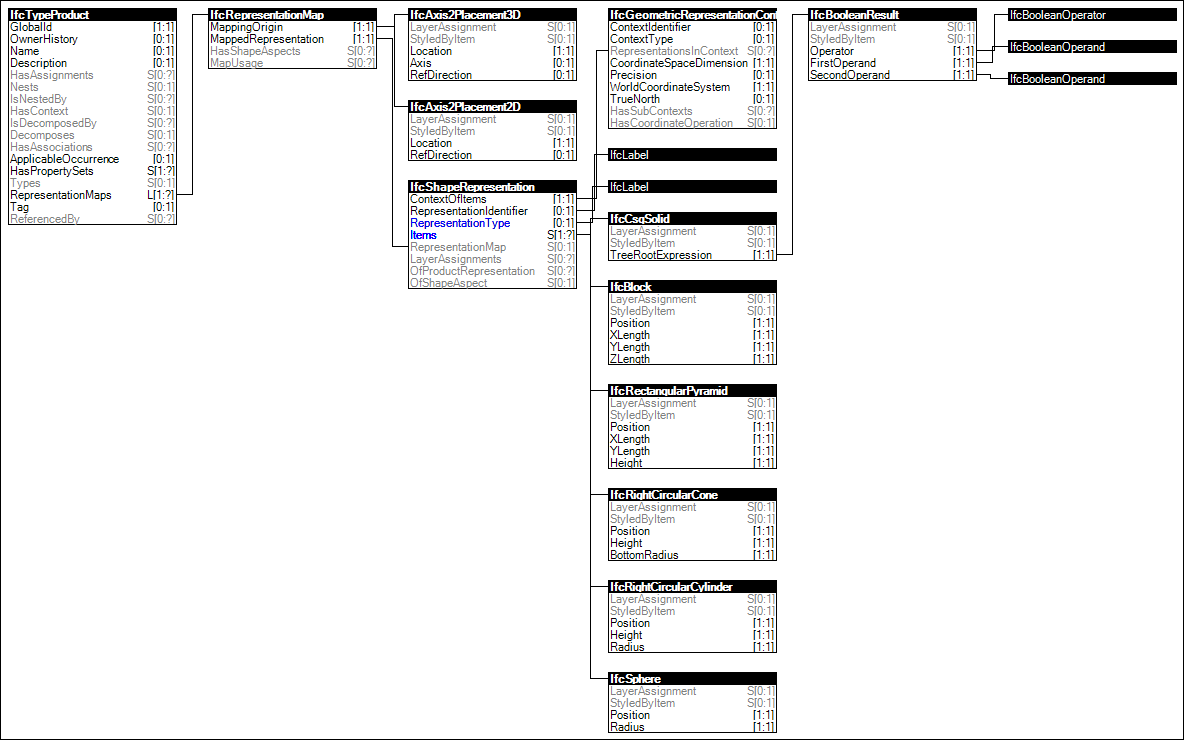 IfcTypeProduct
GlobalId [1:1]
OwnerHistory [0:1]
Name [0:1]
Description [0:1]
HasAssignments S[0:?]
Nests S[0:1]
IsNestedBy S[0:?]
HasContext S[0:1]
IsDecomposedBy S[0:?]
Decomposes S[0:1]
HasAssociations S[0:?]
ApplicableOccurrence [0:1]
HasPropertySets S[1:?]
Types S[0:1]
RepresentationMaps L[1:?]
Tag [0:1]
ReferencedBy S[0:?]
IfcRepresentationMap
MappingOrigin [1:1]
MappedRepresentation [1:1]
HasShapeAspects S[0:?]
MapUsage S[0:?]
IfcAxis2Placement3D
LayerAssignment S[0:1]
StyledByItem S[0:1]
Location [1:1]
Axis [0:1]
RefDirection [0:1]
IfcAxis2Placement2D
LayerAssignment S[0:1]
StyledByItem S[0:1]
Location [1:1]
RefDirection [0:1]
IfcShapeRepresentation
ContextOfItems [1:1]
RepresentationIdentifier [0:1]
RepresentationType [0:1]
Items S[1:?]
RepresentationMap S[0:1]
LayerAssignments S[0:?]
OfProductRepresentation S[0:?]
OfShapeAspect S[0:1]
IfcGeometricRepresentationCont
ContextIdentifier [0:1]
ContextType [0:1]
RepresentationsInContext S[0:?]
CoordinateSpaceDimension [1:1]
Precision [0:1]
WorldCoordinateSystem [1:1]
TrueNorth [0:1]
HasSubContexts S[0:?]
HasCoordinateOperation S[0:1]
IfcLabel
IfcLabel
IfcCsgSolid
LayerAssignment S[0:1]
StyledByItem S[0:1]
TreeRootExpression [1:1]
IfcBlock
LayerAssignment S[0:1]
StyledByItem S[0:1]
Position [1:1]
XLength [1:1]
YLength [1:1]
ZLength [1:1]
IfcRectangularPyramid
LayerAssignment S[0:1]
StyledByItem S[0:1]
Position [1:1]
XLength [1:1]
YLength [1:1]
Height [1:1]
IfcRightCircularCone
LayerAssignment S[0:1]
StyledByItem S[0:1]
Position [1:1]
Height [1:1]
BottomRadius [1:1]
IfcRightCircularCylinder
LayerAssignment S[0:1]
StyledByItem S[0:1]
Position [1:1]
Height [1:1]
Radius [1:1]
IfcSphere
LayerAssignment S[0:1]
StyledByItem S[0:1]
Position [1:1]
Radius [1:1]
IfcBooleanResult
LayerAssignment S[0:1]
StyledByItem S[0:1]
Operator [1:1]
FirstOperand [1:1]
SecondOperand [1:1]
IfcBooleanOperator
IfcBooleanOperand
IfcBooleanOperand